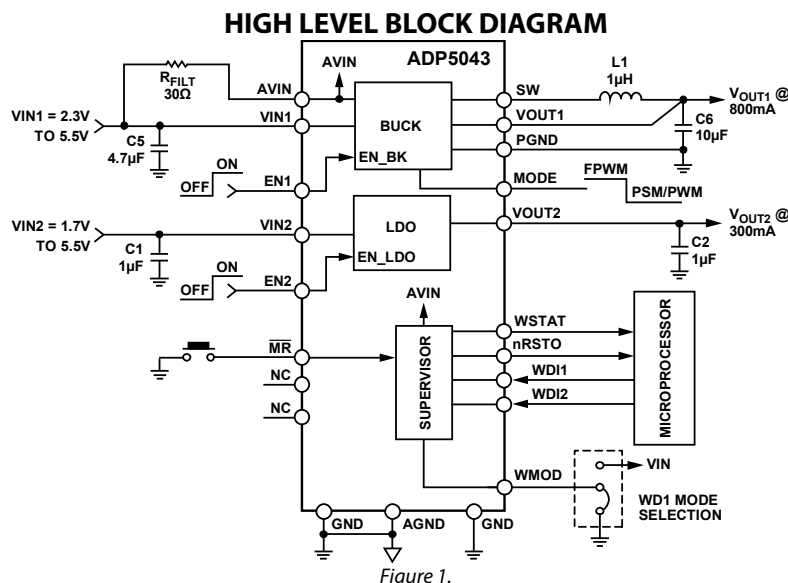 HIGH LEVEL BLOCK DIAGRAM
ADP5043
RFILT
30Ω
AVIN
AVIN
VIN1 = 2.3V
TO 5.5V
C5
4.7µF
VIN1
BUCK
EN_BK
OFF
ON
EN1
SW
L1
1µH
VOUT1
VOUT1 @
800mA
C6
10µF
PGND
MODE
FPWM
PSM/PWM
VIN2 = 1.7V
TO 5.5V
C1
1µF
VIN2
LDO
EN_LDO
OFF
ON
EN2
VOUT2
VOUT2 @
300mA
C2
1µF
AVIN
MR
NC
NC
SUPERVISOR
WSTAT
nRSTO
WDI1
WDI2
MICROPROCESSOR
WMOD
VIN
WD1 MODE
SELECTION
GND
AGND
GND
Figure 1.